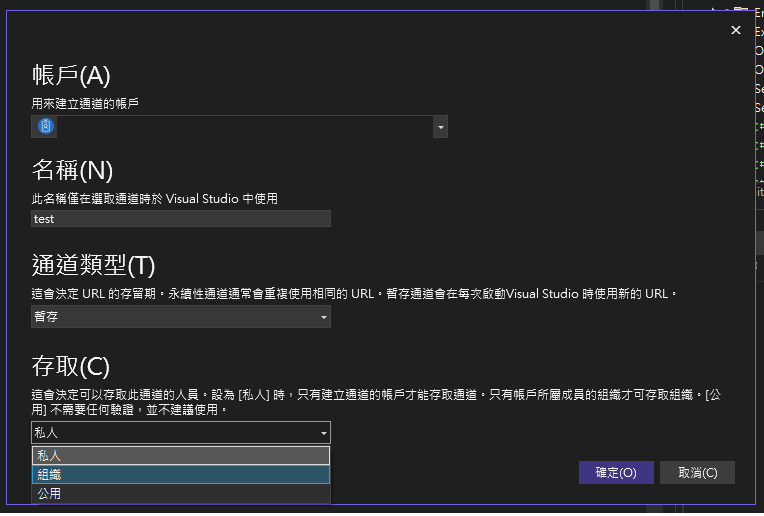 帳戶(A)
用來建立通道的帳戶
名稱(N)
此名稱僅在選取通道時於 Visual Studio 中使用
test
通道類型(T)
這會決定 URL 的存留期。永續性通道通常會重複使用相同的 URL。暫存通道會在每次啟動Visual Studio 時使用新的 URL。
暫存
存取(C)
這會決定可以存取此通道的人員。設為 [私人] 時，只有建立通道的帳戶才能存取通道。只有帳戶所屬成員的組織才可存取組織。[公
用] 不需要任何驗證，並不建議使用。
私人
私人
組織
公用
確定(O)
取消(C)